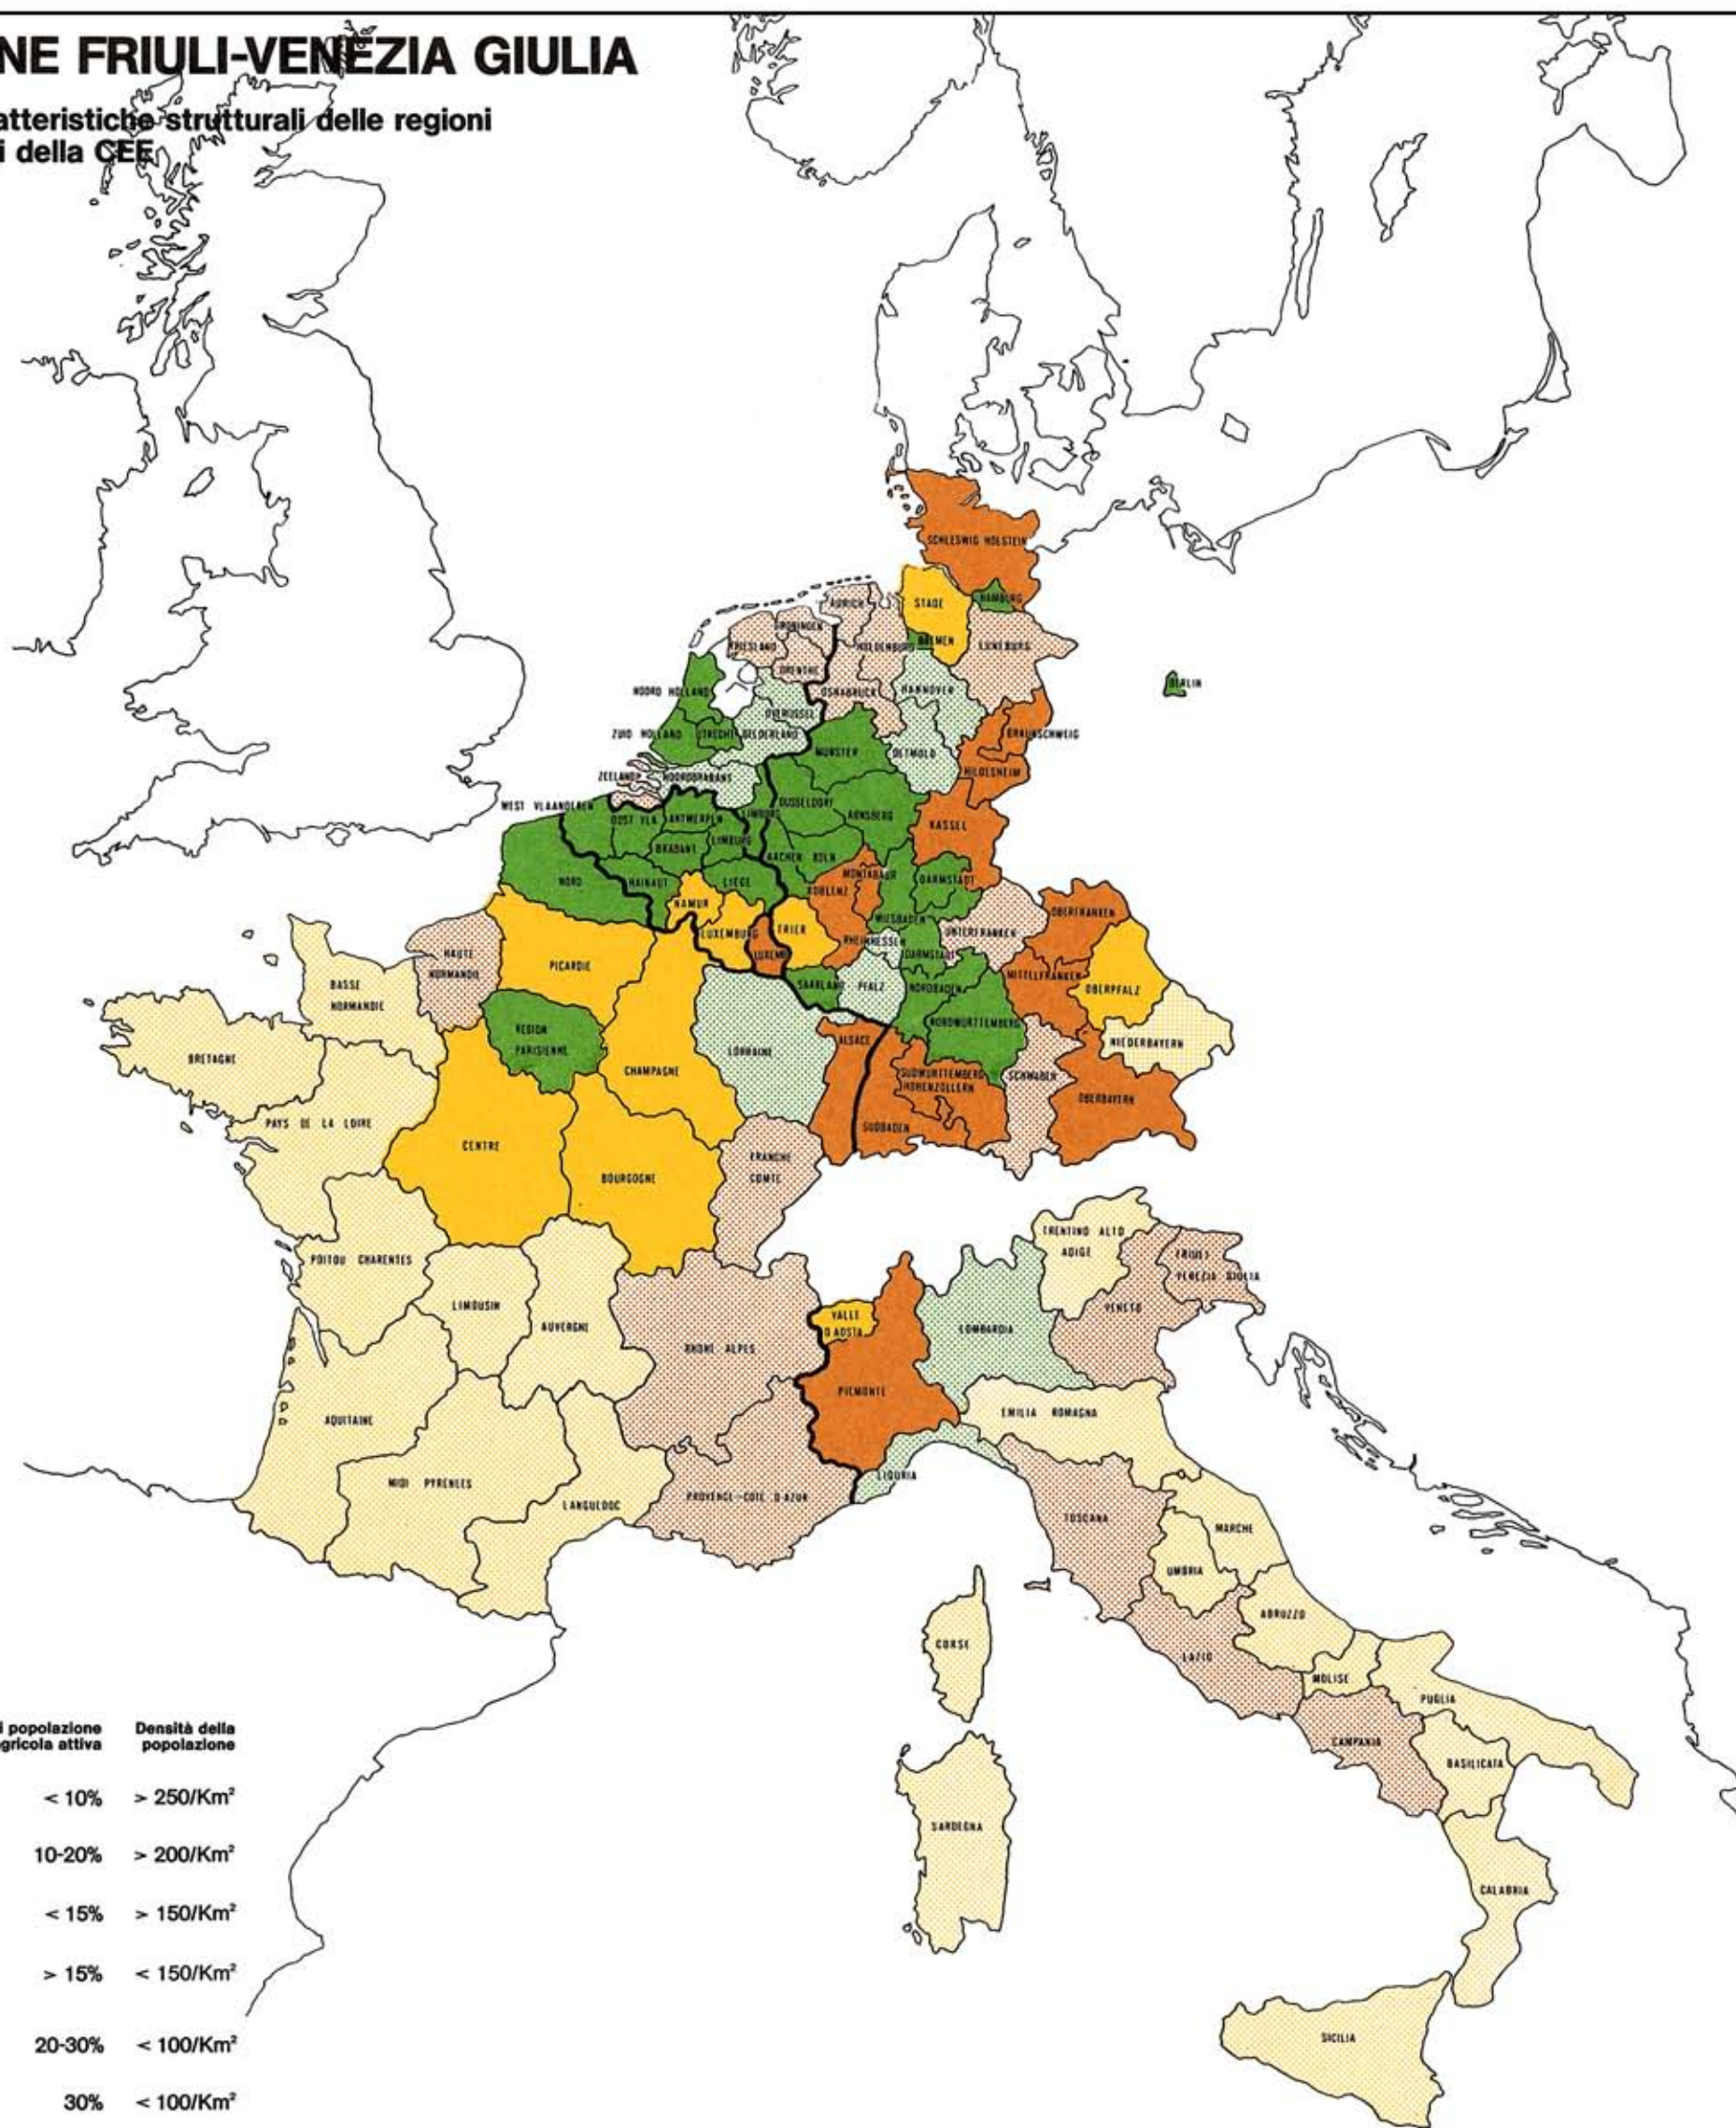 NE FRIULI-VENEZIA GIULIA
atteristiche strutturali delle regioni
i della CEE
SCHLESWIG HOLSTEIN
HAMBURG
STADE
AURICH
GRONINGEN
BREMEN
LUNEBURG
FRIESLAND
DRENTHE
BERLIN
NOORD HOLLAND
OSNABRUCK
HANNOVER
OVERIJSSEL
ZUID HOLLAND
UTRECHT
GELDERLAND
BRAUNSCHWEIG
MUNSTER
DETMOLD
HILDESHEIM
ZEELAND
NOORDBRABANT
WEST VLAANDEREN
DUSSELDORF
OOST VLA
ANTWERPEN
LIMBURG
ARNSBERG
KASSEL
BRABANT
LIMBURG
AACHEN
KOLN
NORD
HAINAUT
LIEGE
KOBLENZ
MONTABAUR
DARMSTADT
NAMUR
WIESBADEN
OBERFRANKEN
LUXEMBURG
TRIER
RHEINHESSEN
UNTERFRANKEN
LUXEMB
DARMSTADT
HAUTE
NORMANDIE
PICARDIE
SAARLAND
PFALZ
NORDBADEN
MITTELFRANKEN
OBERPFALZ
BASSE
NORMANDIE
REGION
PARISIENNE
NORDWURTTEMBERG
NIEDERBAYERN
BRETAGNE
CHAMPAGNE
LORRAINE
ALSACE
SUDWURTTEMBERG
HOHENZOLLERN
SCHWABEN
OBERBAYERN
PAYS DE LA LOIRE
CENTRE
BOURGOGNE
FRANCHE
COMTE
SUDBADEN
POITOU CHARENTES
LIMOUSIN
AUVERGNE
RHONE ALPES
VALLE
D AOSTA
PIEMONTE
LOMBARDIA
TRENTINO ALTO
ADIGE
FRIULI
VENEZIA GIULIA
VENETO
AQUITAINE
EMILIA ROMAGNA
MIDI PYRENEES
LANGUEDOC
PROVENCE-COTE D AZUR
LIGURIA
TOSCANA
MARCHE
UMBRIA
ABRUZZO
CORSE
LAZIO
MOLISE
PUGLIA
CAMPANIA
BASILICATA
SARDEGNA
CALABRIA
SICILIA
i popolazione Densità della
gricola attiva popolazione
< 10% > 250/Km²
10-20% > 200/Km²
< 15% > 150/Km²
> 15% < 150/Km²
20-30% < 100/Km²
30% < 100/Km²